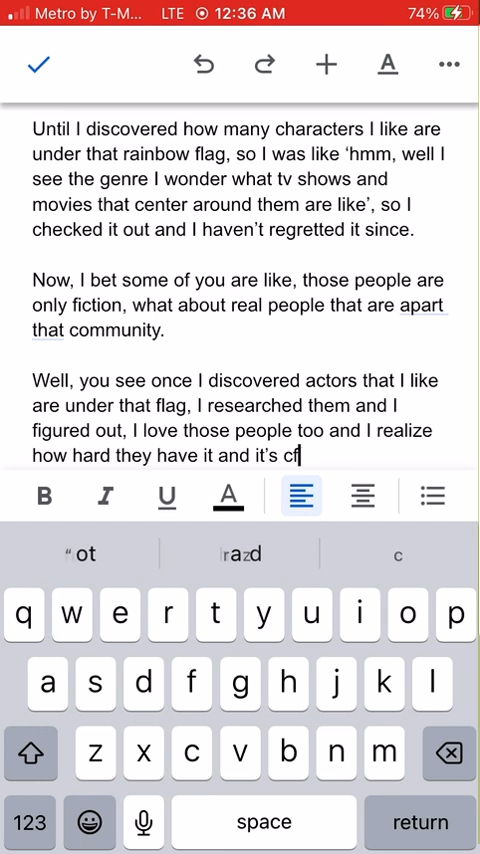 Metro by T-M... LTE 12:36 AM 74%
A
Until I discovered how many characters I like are
under that rainbow flag, so I was like ‘hmm, well I
see the genre I wonder what tv shows and
movies that center around them are like’, so I
checked it out and I haven’t regretted it since.
Now, I bet some of you are like, those people are
only fiction, what about real people that are apart
that community.
Well, you see once I discovered actors that I like
are under that flag, I researched them and I
figured out, I love those people too and I realize
how hard they have it and it’s cf
B I U A
c
q w e r t y u i o p
a s d f g h j k l
z x c v b n m
123 space return